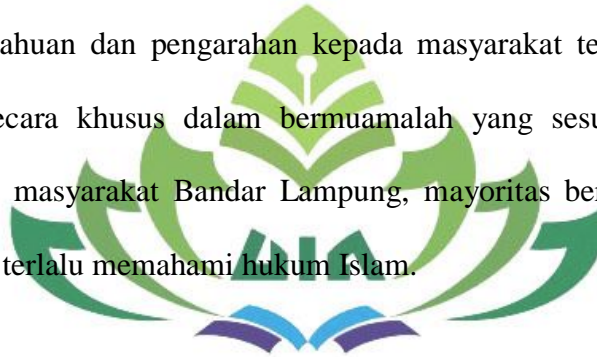 ahuan dan pengarahan kepada masyarakat te
ecara khusus dalam bermuamalah yang sesu
masyarakat Bandar Lampung, mayoritas ber
terlalu memahami hukum Islam.